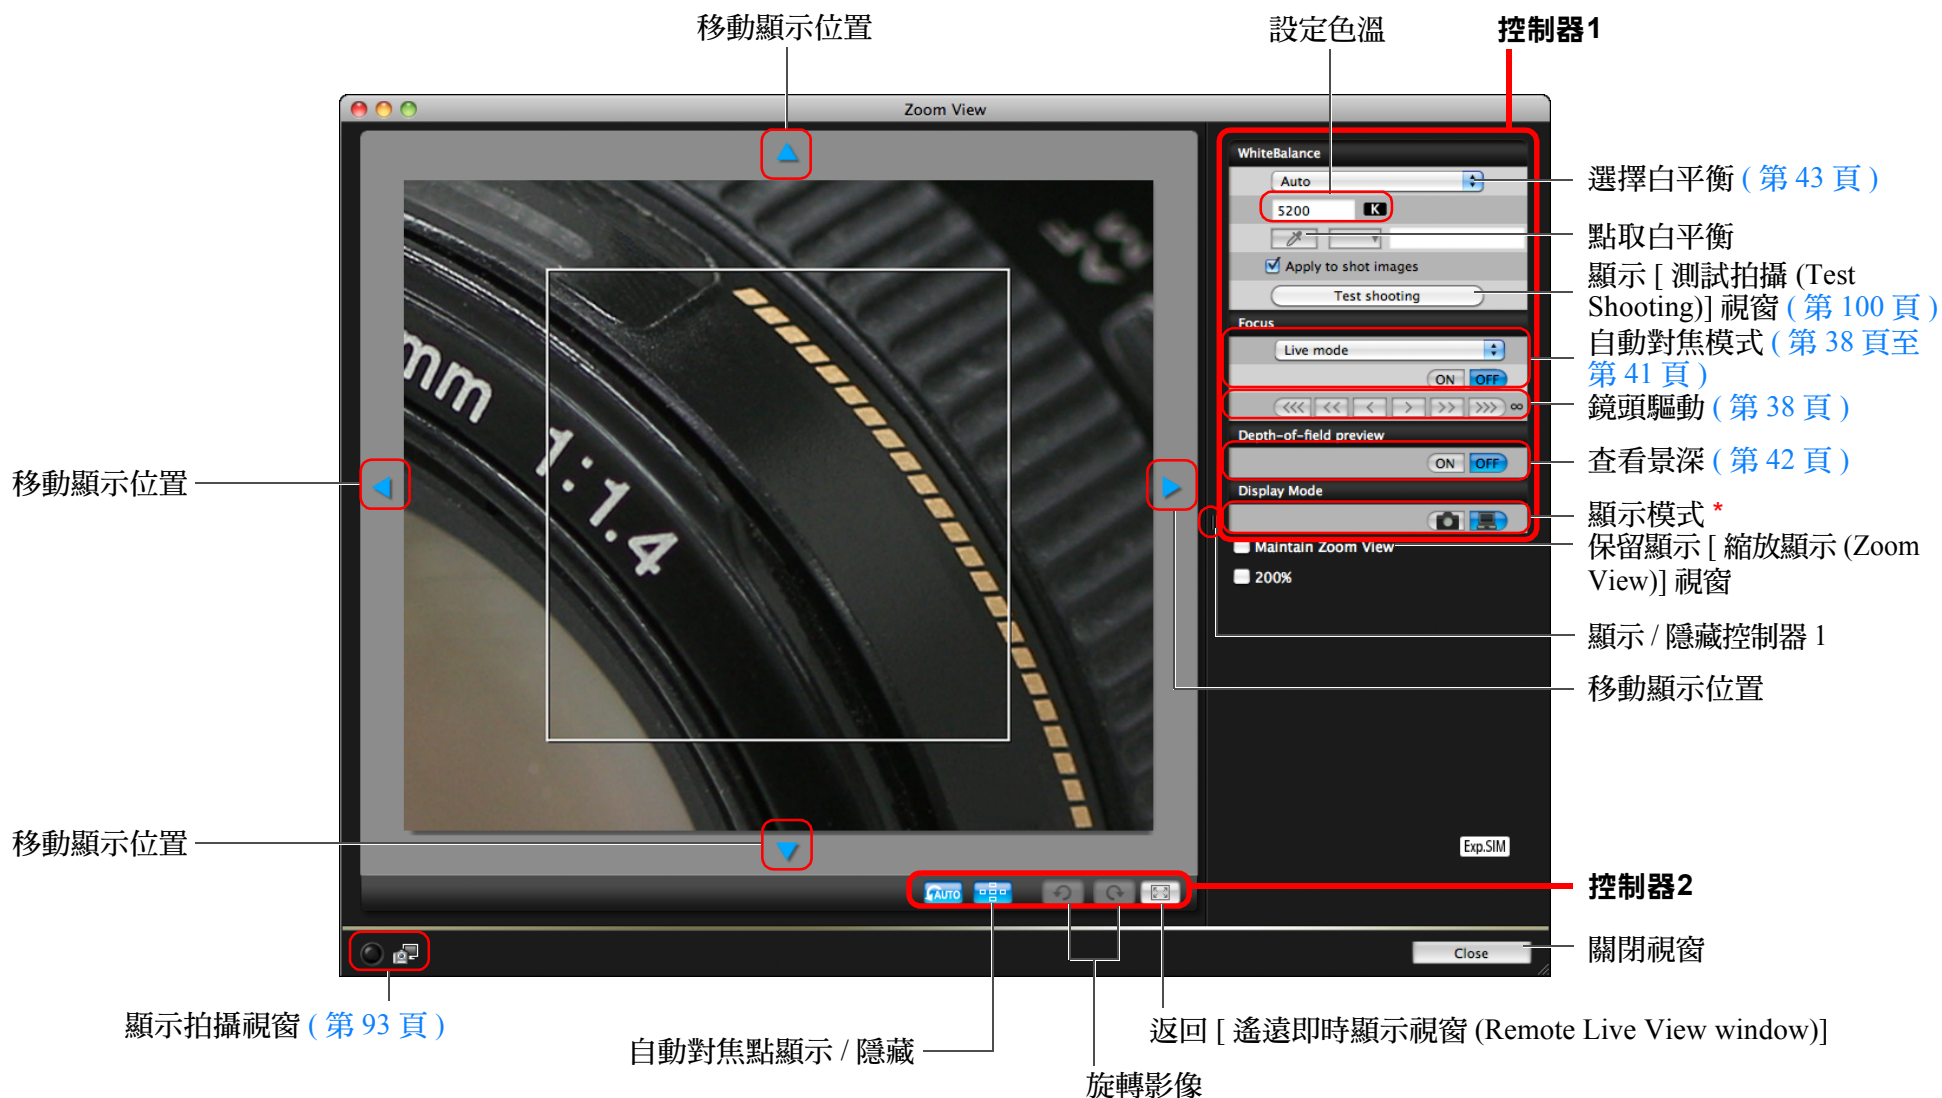 移動顯示位置
設定色溫
控制器1
Zoom View
WhiteBalance
Auto
選擇白平衡 ( 第 43 頁 )
5200
K
點取白平衡
Apply to shot images
顯示 [ 測試拍攝 (Test
Shooting)] 視窗 ( 第 100 頁 )
Test shooting
Focus
自動對焦模式 ( 第 38 頁至
第 41 頁 )
Live mode
ON OFF
<<< << < > >> >>> ∞
鏡頭驅動 ( 第 38 頁 )
Depth-of-field preview
ON OFF
查看景深 ( 第 42 頁 )
Display Mode
顯示模式 *
Maintain Zoom View
保留顯示 [ 縮放顯示 (Zoom
View)] 視窗
200%
顯示 / 隱藏控制器 1
移動顯示位置
mm 1:1.4
移動顯示位置
移動顯示位置
Exp.SIM
AUTO
控制器2
Close
關閉視窗
顯示拍攝視窗 ( 第 93 頁 )
自動對焦點顯示 / 隱藏
旋轉影像
返回 [ 遙遠即時顯示視窗 (Remote Live View window)]